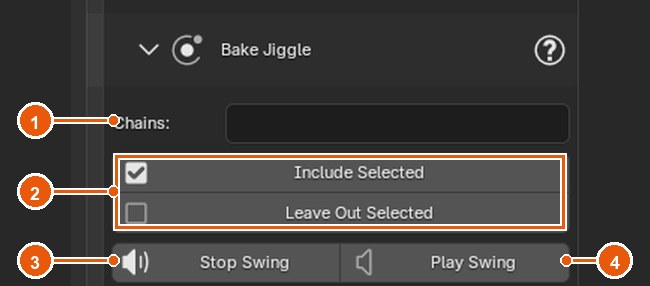 Bake Jiggle ?
1 Chains:
2
Include Selected
Leave Out Selected
3 Stop Swing Play Swing 4